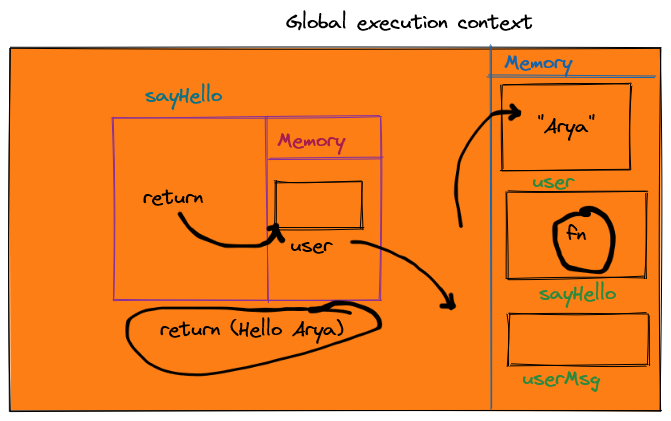 Global execution context
Memory
sayHello
"Arya"
Memory
user
return
fn
user
sayHello
return (Hello Arya)
userMsg